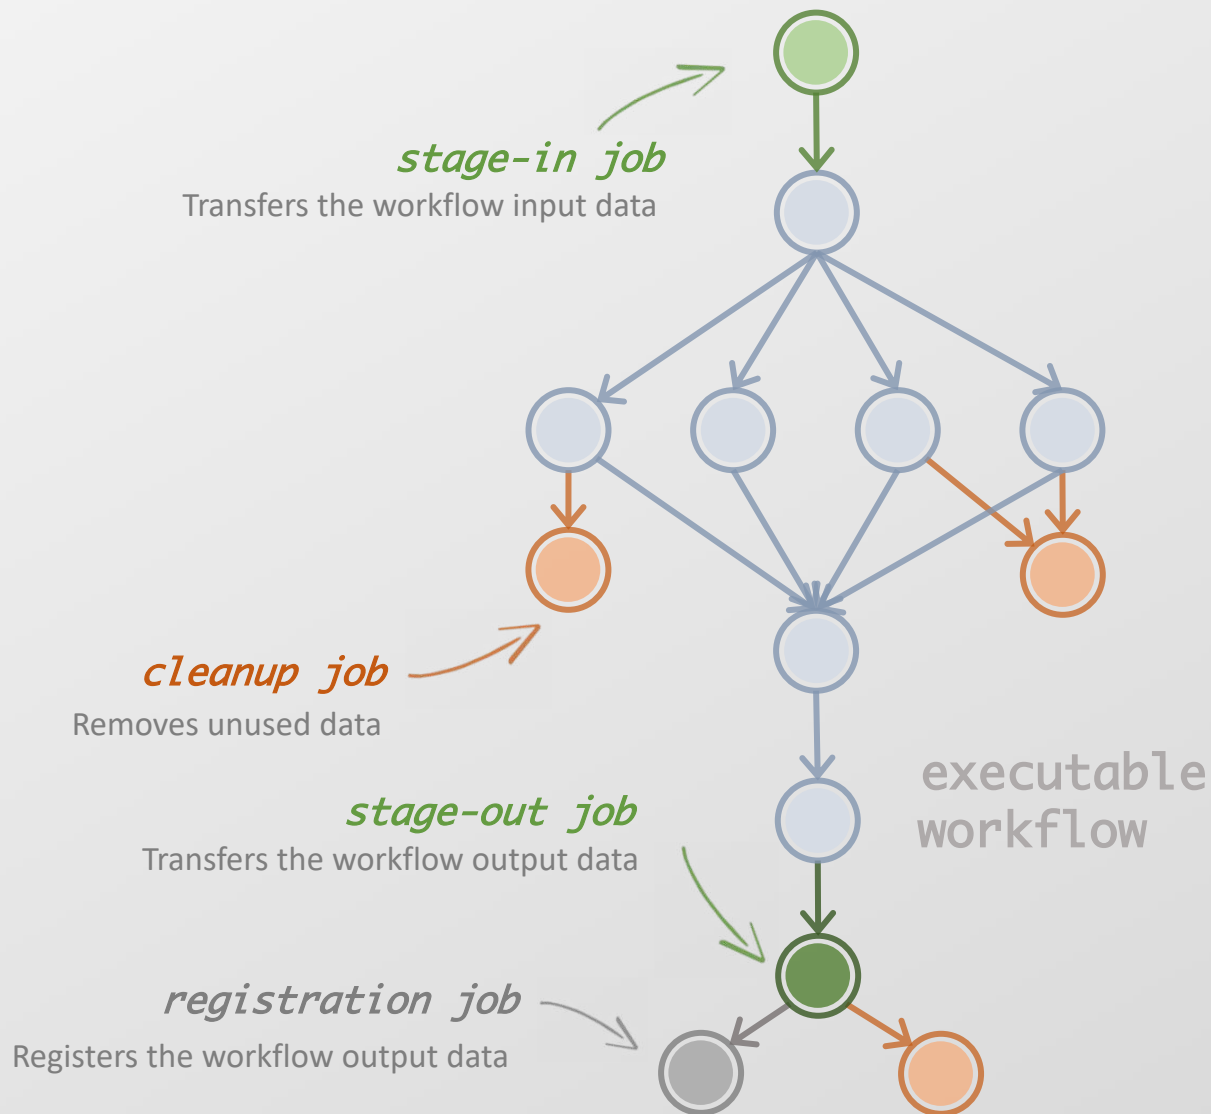 stage-in job
Transfers the workflow input data
cleanup job
Removes unused data
executable
workflow
stage-out job
Transfers the workflow output data
registration job
Registers the workflow output data